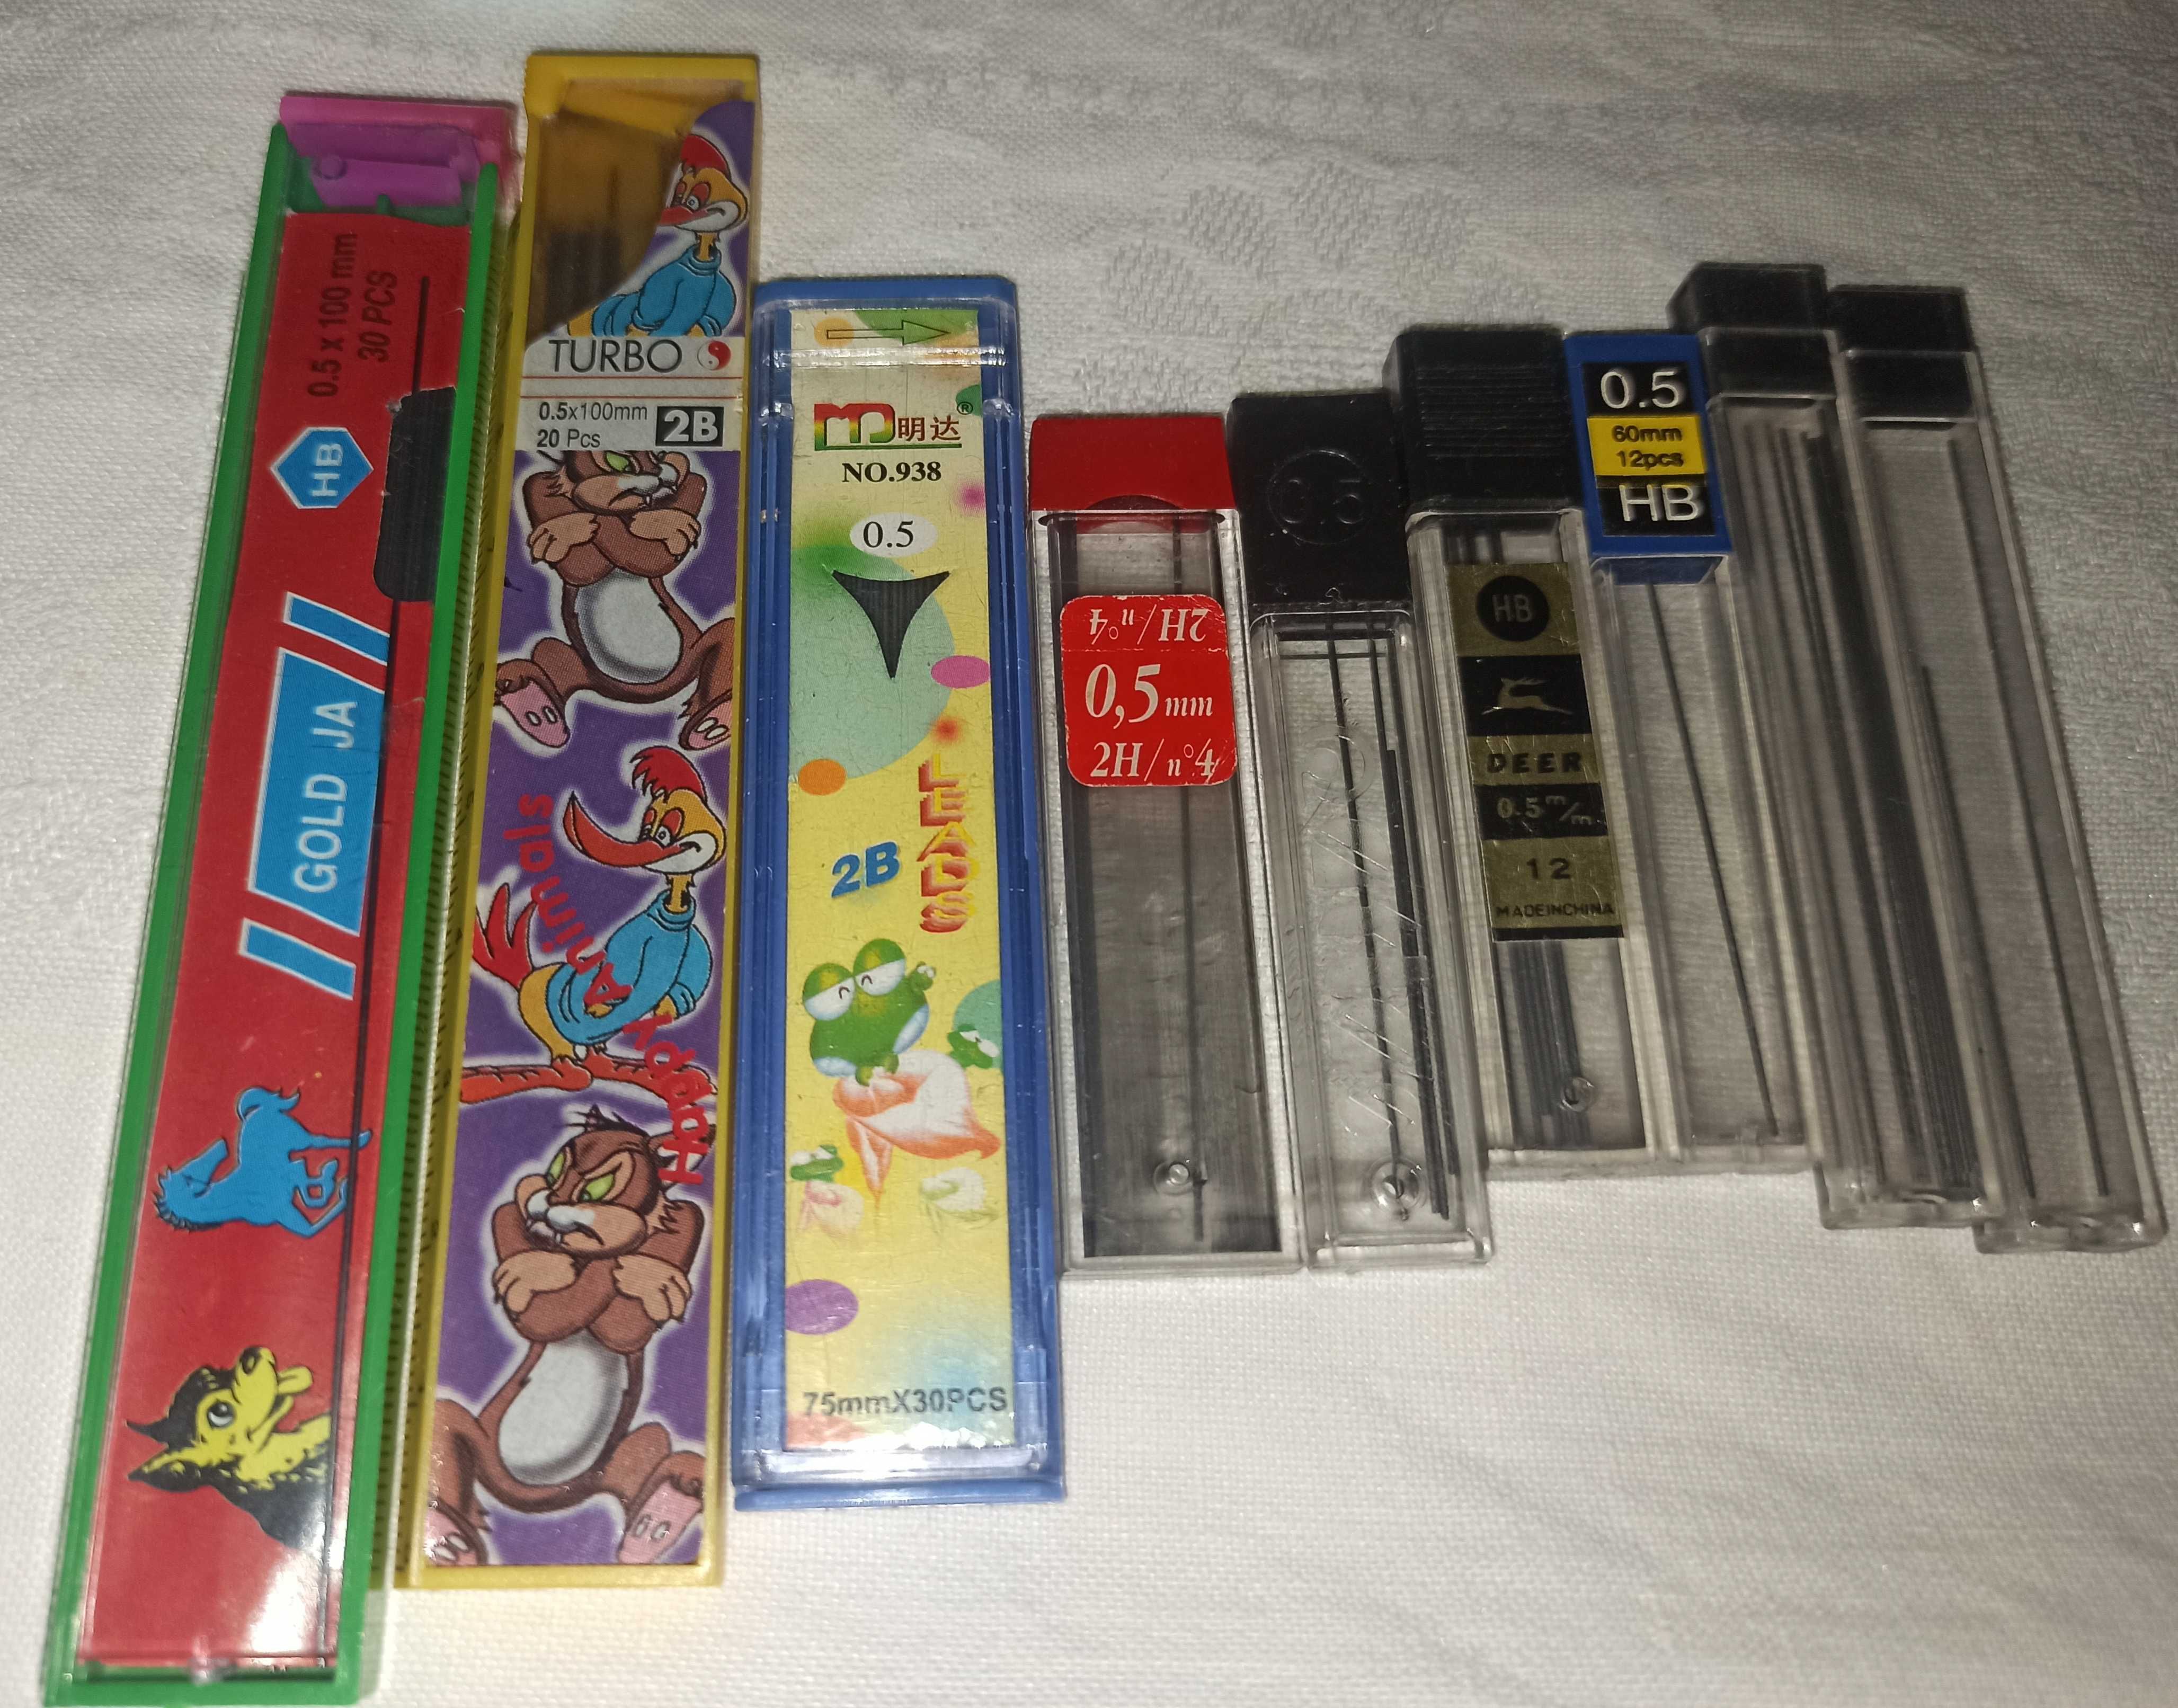 0.5 x 100 mm
30 PCS
HB
GOLD JA
TURBO
0.5x100mm
20 Pcs
2B
Happy Animals
MD明达®
NO.938
0.5
LEADS
2B
75mmX30PCS
2H/n°4
0,5mm
2H/n°4
0.5
HB
DEER
0.5m/m
12
MADEINCHINA
0.5
60mm
12pcs
HB